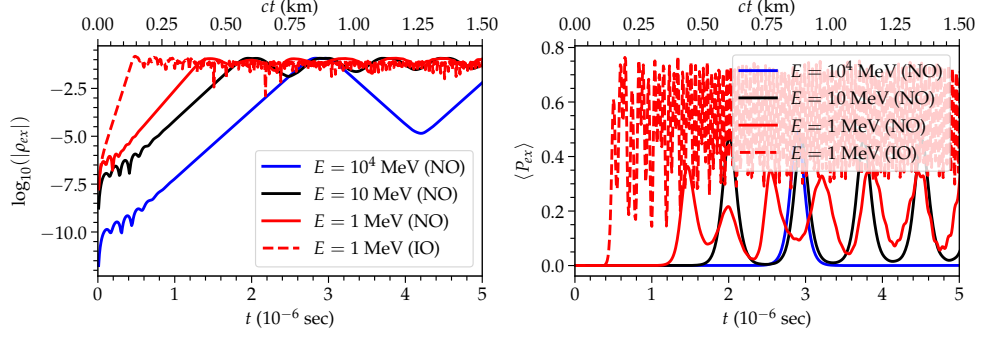 ct (km)
0.00 0.25 0.50 0.75 1.00 1.25 1.50
log₁₀(|ρₑₓ|)
−2.5
−5.0
−7.5
−10.0
E = 10⁴ MeV (NO)
E = 10 MeV (NO)
E = 1 MeV (NO)
E = 1 MeV (IO)
0 1 2 3 4 5
t (10⁻⁶ sec)
ct (km)
0.00 0.25 0.50 0.75 1.00 1.25 1.50
⟨Pₑₓ⟩
0.8
0.6
0.4
0.2
0.0
E = 10⁴ MeV (NO)
E = 10 MeV (NO)
E = 1 MeV (NO)
E = 1 MeV (IO)
0 1 2 3 4 5
t (10⁻⁶ sec)